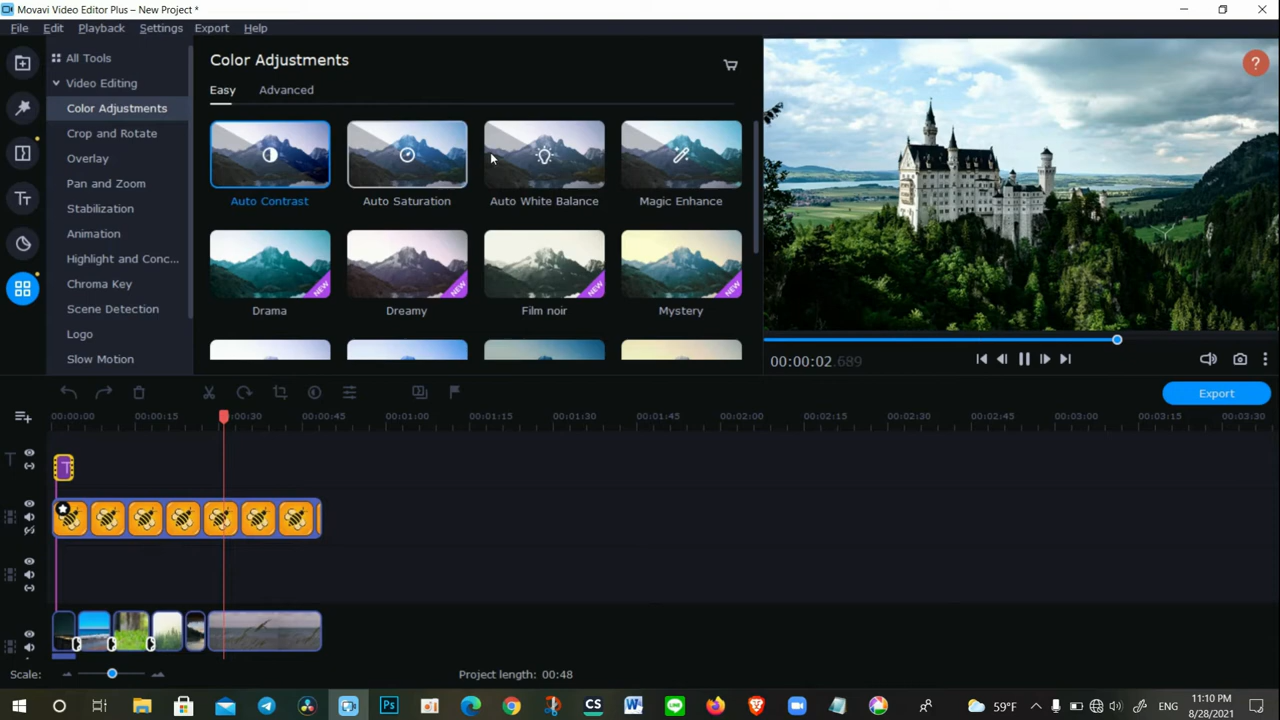 Movavi Video Editor Plus – New Project *
File Edit Playback Settings Export Help
All Tools
Video Editing
Color Adjustments
Crop and Rotate
Overlay
Pan and Zoom
Stabilization
Animation
Highlight and Conc...
Chroma Key
Scene Detection
Logo
Slow Motion
Color Adjustments
Easy Advanced
Auto Contrast Auto Saturation Auto White Balance Magic Enhance
NEW NEW NEW NEW
Drama Dreamy Film noir Mystery
?
00:00:02.689
Export
00:00:00 00:00:15 00:00:30 00:00:45 00:01:00 00:01:15 00:01:30 00:01:45 00:02:00 00:02:15 00:02:30 00:02:45 00:03:00 00:03:15 00:03:30
Scale: Project length: 00:48
Ps CS W LINE 59°F ENG 11:10 PM
8/28/2021